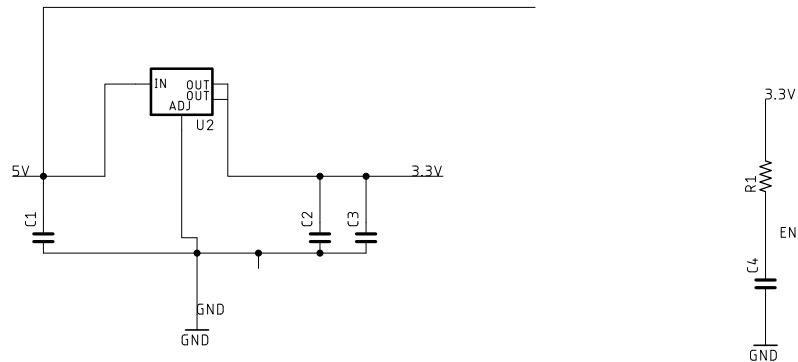 IN OUT
OUT
ADJ
U2
5V
3.3V
C1
C2
C3
GND
GND
3.3V
R1
EN
C4
GND